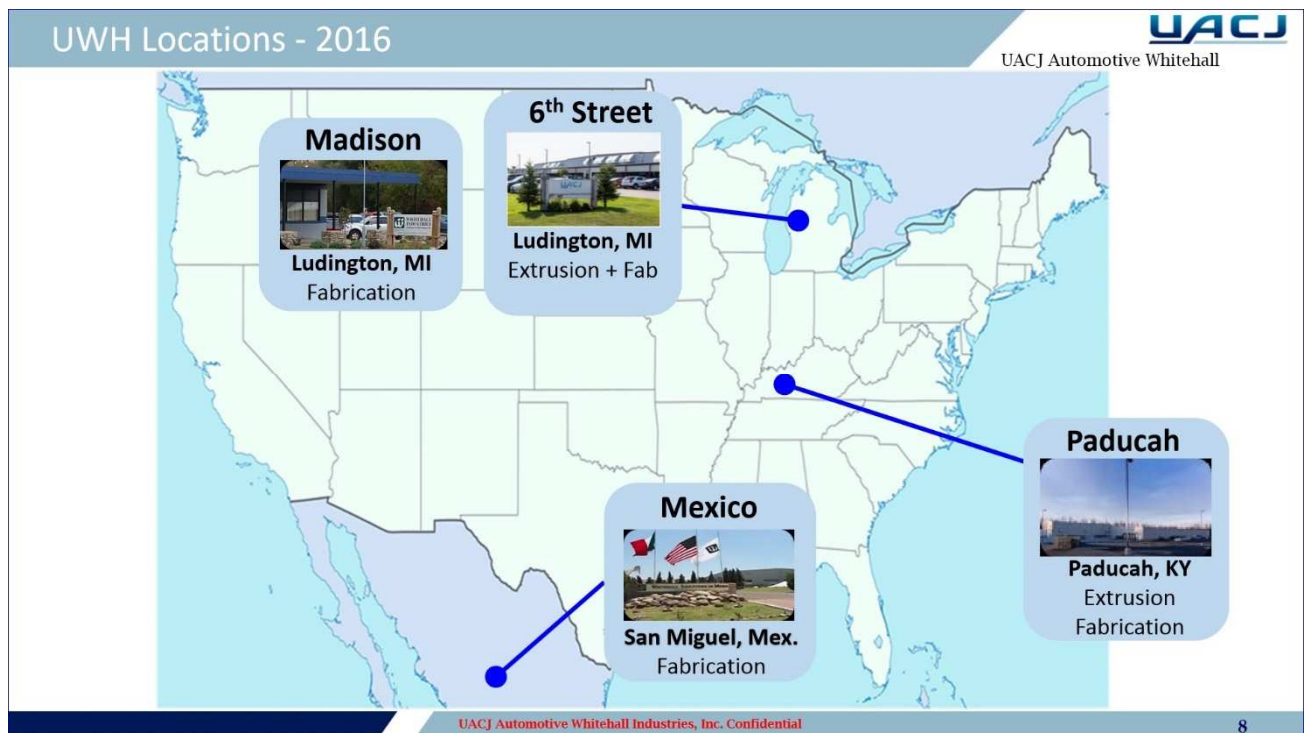 UWH Locations - 2016
UACJ
UACJ Automotive Whitehall
Madison
Ludington, MI
Fabrication
6th Street
UACJ
Ludington, MI
Extrusion + Fab
Paducah
Paducah, KY
Extrusion
Fabrication
Mexico
San Miguel, Mex.
Fabrication
UACJ Automotive Whitehall Industries, Inc. Confidential
8